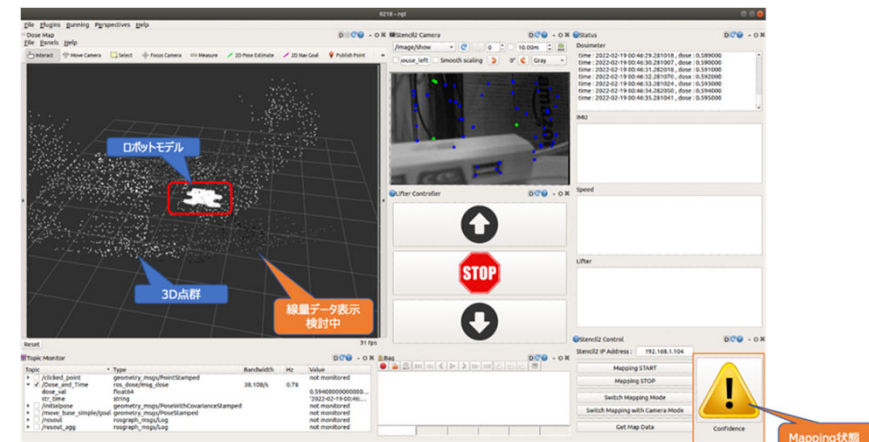 0218 - rqt
File Plugins Running Perspectives Help
Dose Map
File Panels Help
Interact Move Camera Select Focus Camera Measure 2D Pose Estimate 2D Nav Goal Publish Point
ロボットモデル
3D点群
線量データ表示
検討中
Reset
31 fps
Stencil2 Camera
/image/show
0
10.00m
Smooth scaling
0°
Gray
amazon
Lifter Controller
STOP
Status
Dosimeter
time : 2022-02-19 00:46:29.281018 , dose : 0.589000
time : 2022-02-19 00:46:30.281007 , dose : 0.590000
time : 2022-02-19 00:46:31.282018 , dose : 0.591000
time : 2022-02-19 00:46:32.281070 , dose : 0.592000
time : 2022-02-19 00:46:33.281024 , dose : 0.593000
time : 2022-02-19 00:46:34.282050 , dose : 0.594000
time : 2022-02-19 00:46:35.281041 , dose : 0.595000
IMU
Speed
Lifter
Topic Monitor
Topic Type Bandwidth Hz Value
/clicked_point geometry_msgs/PointStamped not monitored
/Dose_and_Time ros_dose/msg_dose 38.10B/s 0.78
dose_val float64 0.59400000000000...
str_time string '2022-02-19 00:46:...
/initialpose geometry_msgs/PoseWithCovarianceStamped not monitored
/move_base_simple/goal geometry_msgs/PoseStamped not monitored
/rosout rosgraph_msgs/Log not monitored
/rosout_agg rosgraph_msgs/Log not monitored
Bag
Stencil2 Control
Stencil2 IP Address : 192.168.1.104
Mapping START
Mapping STOP
Switch Mapping Mode
Switch Mapping with Camera Mode
Get Map Data
Confidence
Mapping状態